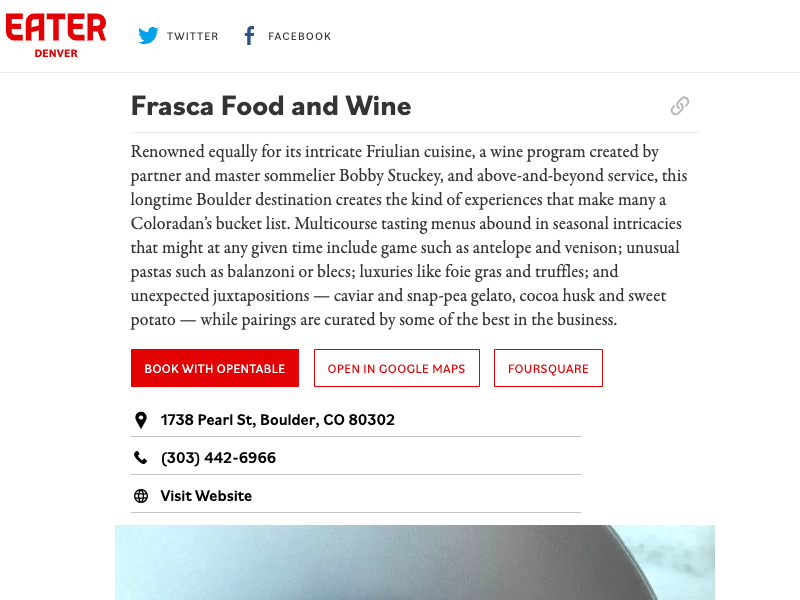 EATER
DENVER
TWITTER
FACEBOOK
Frasca Food and Wine
Renowned equally for its intricate Friulian cuisine, a wine program created by
partner and master sommelier Bobby Stuckey, and above-and-beyond service, this
longtime Boulder destination creates the kind of experiences that make many a
Coloradan’s bucket list. Multicourse tasting menus abound in seasonal intricacies
that might at any given time include game such as antelope and venison; unusual
pastas such as balanzoni or blecs; luxuries like foie gras and truffles; and
unexpected juxtapositions — caviar and snap-pea gelato, cocoa husk and sweet
potato — while pairings are curated by some of the best in the business.
BOOK WITH OPENTABLE
OPEN IN GOOGLE MAPS
FOURSQUARE
1738 Pearl St, Boulder, CO 80302
(303) 442-6966
Visit Website